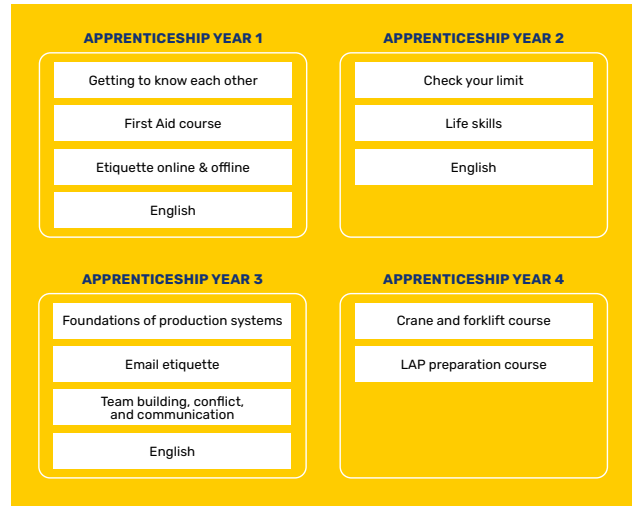 APPRENTICESHIP YEAR 1
Getting to know each other
First Aid course
Etiquette online & offline
English
APPRENTICESHIP YEAR 2
Check your limit
Life skills
English
APPRENTICESHIP YEAR 3
Foundations of production systems
Email etiquette
Team building, conflict,
and communication
English
APPRENTICESHIP YEAR 4
Crane and forklift course
LAP preparation course